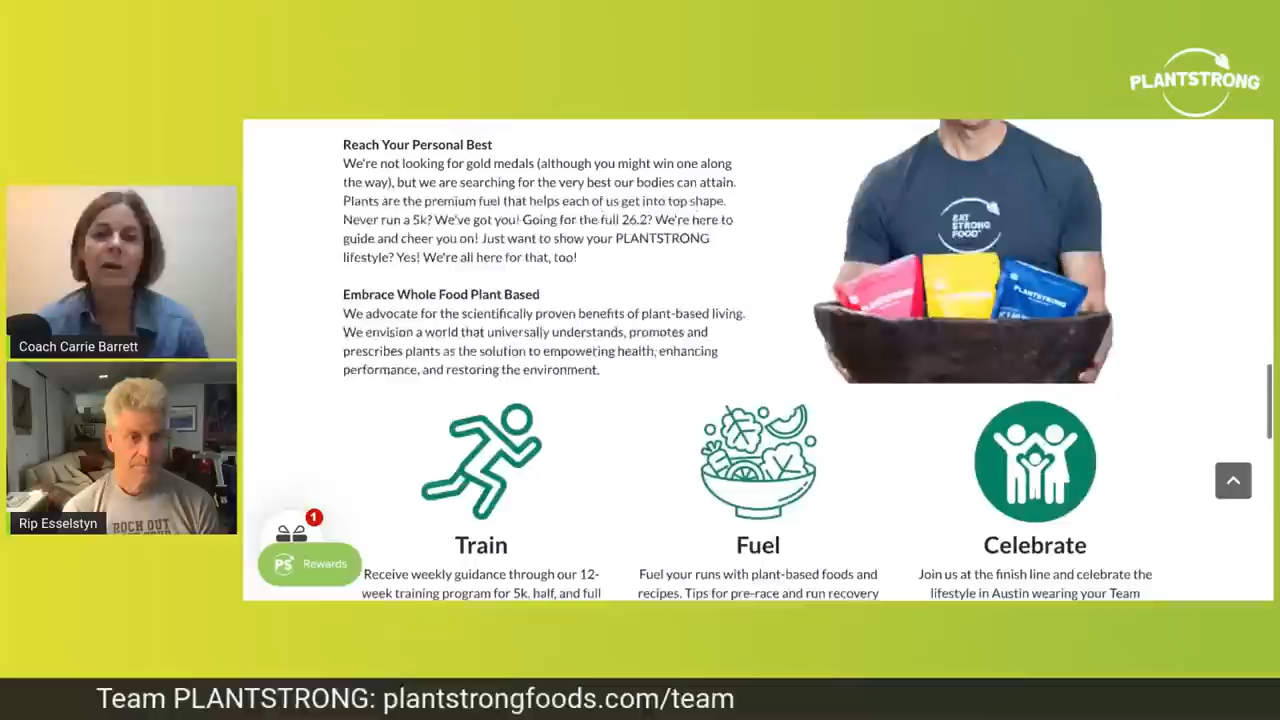 PLANTSTRONG
Reach Your Personal Best
We're not looking for gold medals (although you might win one along
the way), but we are searching for the very best our bodies can attain.
Plants are the premium fuel that helps each of us get into top shape.
Never run a 5k? We've got you! Going for the full 26.2? We're here to
guide and cheer you on! Just want to show your PLANTSTRONG
lifestyle? Yes! We're all here for that, too!
Embrace Whole Food Plant Based
We advocate for the scientifically proven benefits of plant-based living.
We envision a world that universally understands, promotes and
prescribes plants as the solution to empowering health, enhancing
performance, and restoring the environment.
EAT
STRONG
FOOD
PLANTSTRONG
Coach Carrie Barrett
Rip Esselstyn
ROCK OUT
1
PS
Rewards
Train
Receive weekly guidance through our 12-
week training program for 5k, half, and full
Fuel
Fuel your runs with plant-based foods and
recipes. Tips for pre-race and run recovery
Celebrate
Join us at the finish line and celebrate the
lifestyle in Austin wearing your Team
Team PLANTSTRONG: plantstrongfoods.com/team